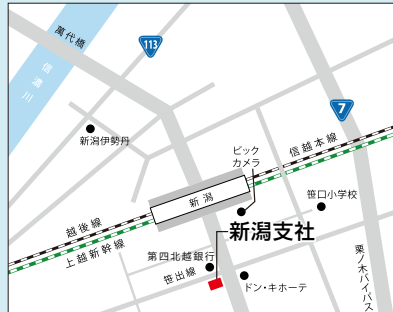 萬代橋
113
信濃川
7
新潟伊勢丹
ビック
カメラ
信越本線
新潟
笹口小学校
越後線
上越新幹線
新潟支社
第四北越銀行
笹出線
ドン・キホーテ
栗ノ木バイパス